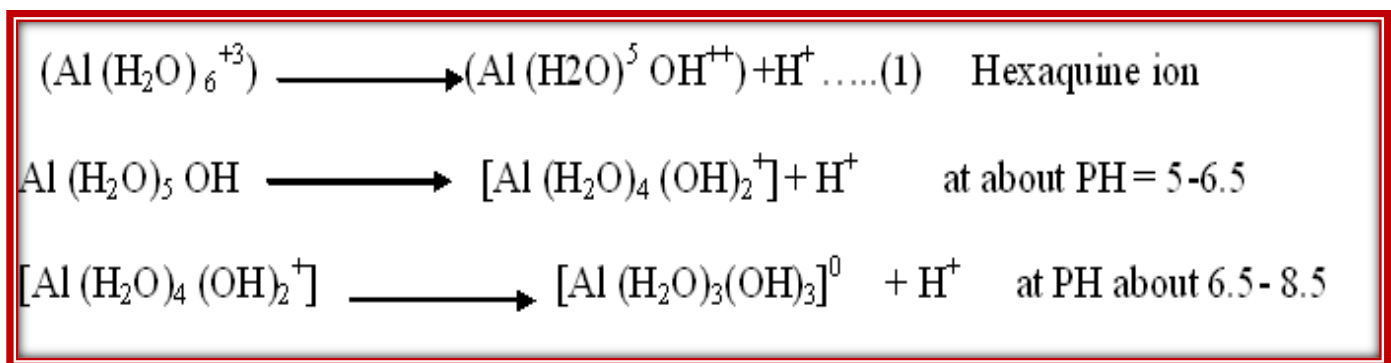 (Al (H₂O) ₆⁺³) ⟶ (Al (H2O)⁵ OH⁺⁺) +H⁺ …..(1) Hexaquine ion
Al (H₂O)₅ OH ⟶ [Al (H₂O)₄ (OH)₂⁺] + H⁺ at about PH = 5-6.5
[Al (H₂O)₄ (OH)₂⁺] ⟶ [Al (H₂O)₃(OH)₃]⁰ + H⁺ at PH about 6.5- 8.5